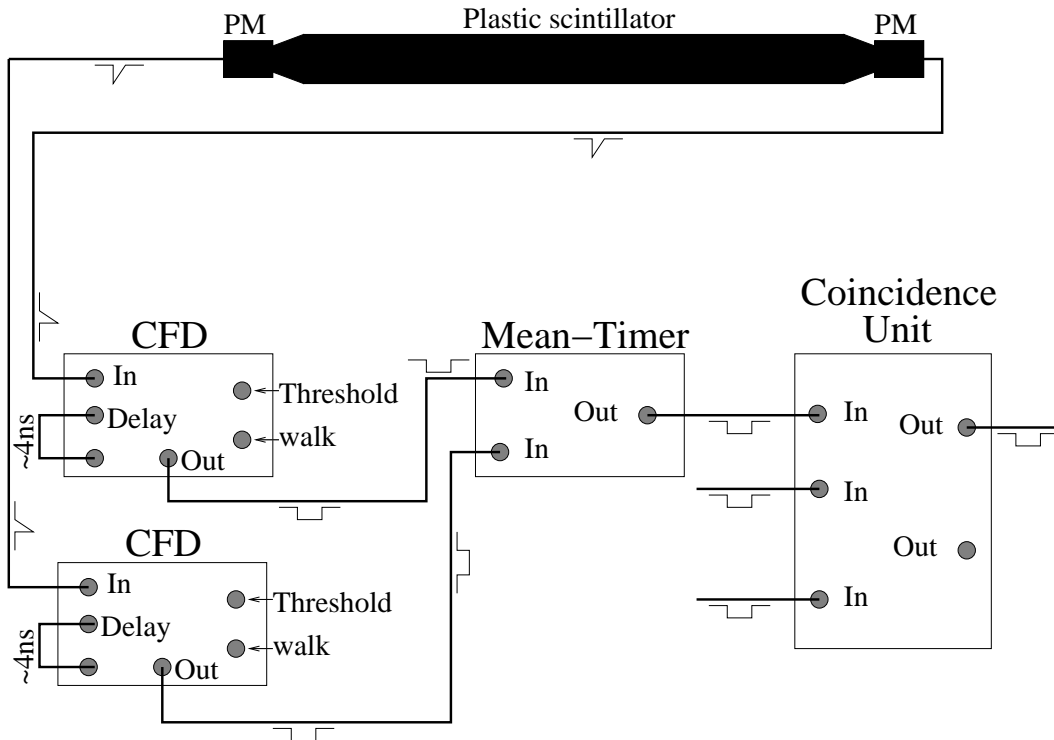 Plastic scintillator
PM
PM
Coincidence
Unit
CFD
Mean−Timer
In
Threshold
Delay
walk
~4ns
Out
In
Out
In
In
Out
In
Out
In
CFD
In
Threshold
Delay
walk
~4ns
Out